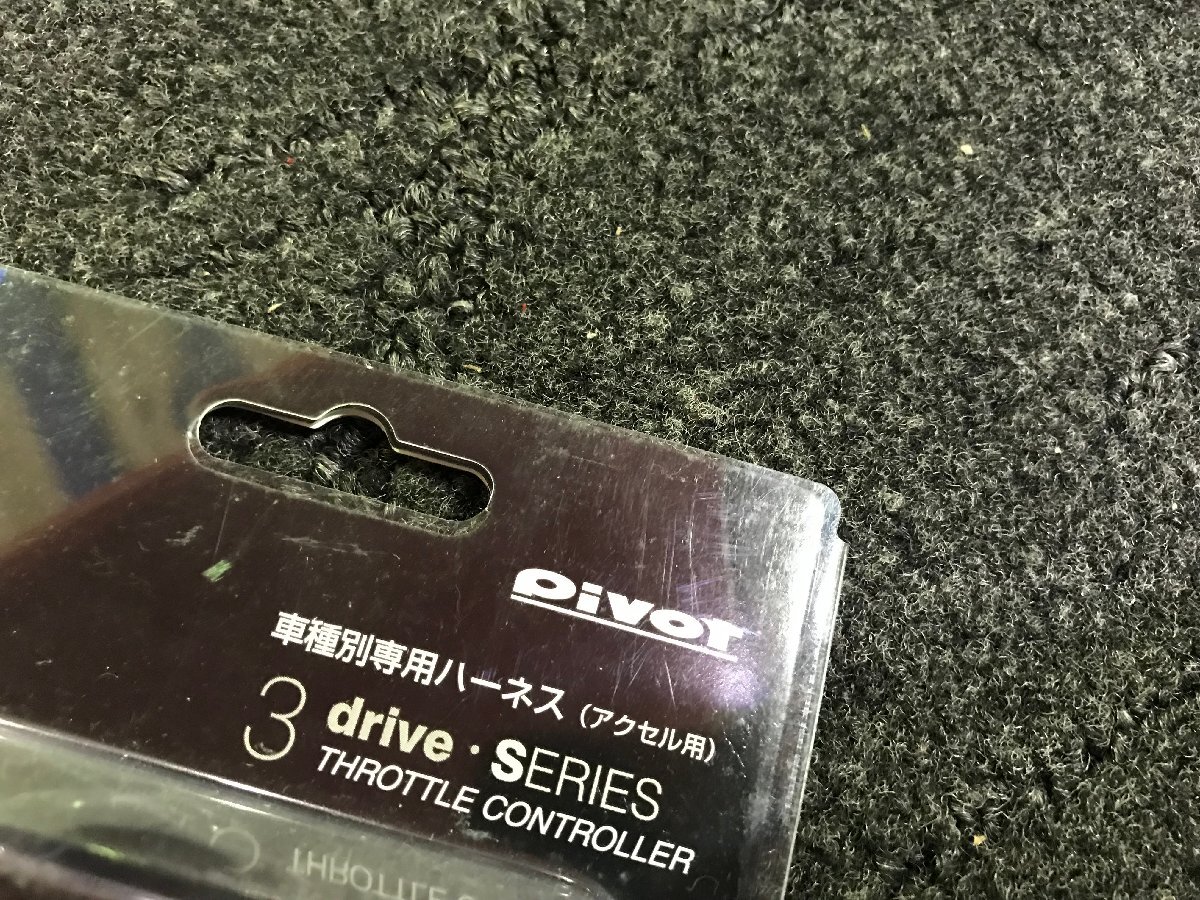 pivot
車種別専用ハーネス（アクセル用）
3 drive・SERIES
THROTTLE CONTROLLER
THROTTLE